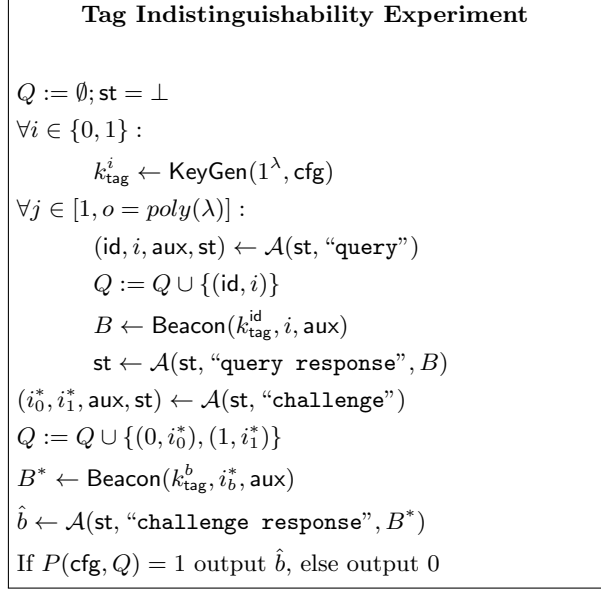 Tag Indistinguishability Experiment
Q := ∅; st = ⊥
∀i ∈ {0, 1} :
k^i_tag ← KeyGen(1^λ, cfg)
∀j ∈ [1, o = poly(λ)] :
(id, i, aux, st) ← 𝒜(st, “query”)
Q := Q ∪ {(id, i)}
B ← Beacon(k^id_tag, i, aux)
st ← 𝒜(st, “query response”, B)
(i^*_0, i^*_1, aux, st) ← 𝒜(st, “challenge”)
Q := Q ∪ {(0, i^*_0), (1, i^*_1)}
B^* ← Beacon(k^b_tag, i^*_b, aux)
b̂ ← 𝒜(st, “challenge response”, B^*)
If P(cfg, Q) = 1 output b̂, else output 0